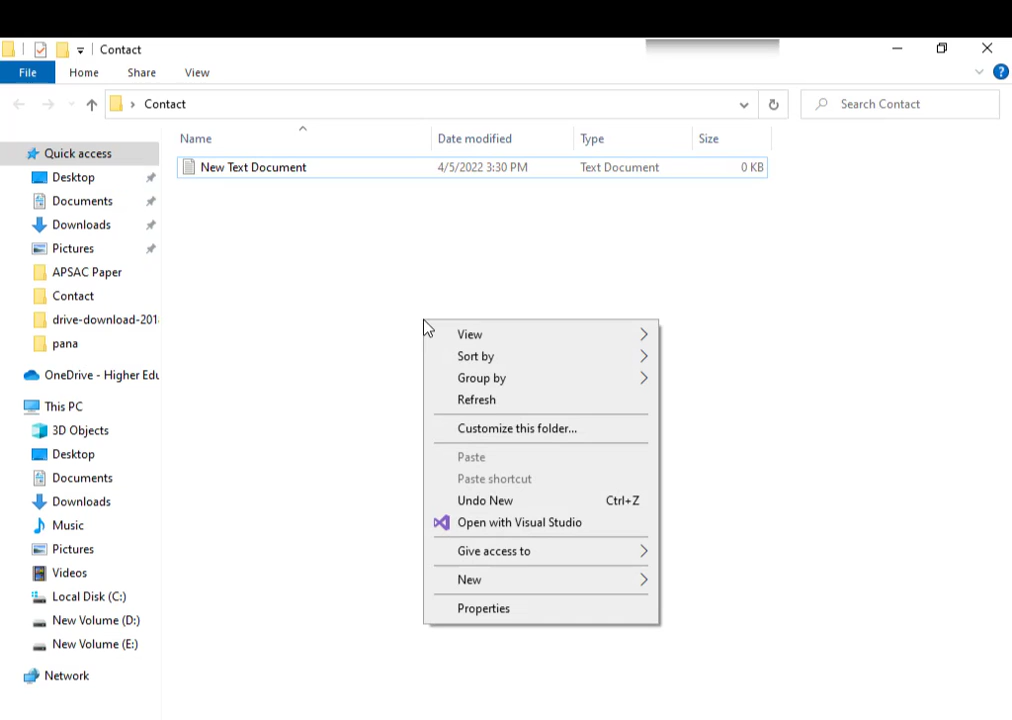 Contact
File Home Share View
Contact
Search Contact
Name Date modified Type Size
New Text Document 4/5/2022 3:30 PM Text Document 0 KB
Quick access
Desktop
Documents
Downloads
Pictures
APSAC Paper
Contact
drive-download-201
pana
OneDrive - Higher Edu
This PC
3D Objects
Desktop
Documents
Downloads
Music
Pictures
Videos
Local Disk (C:)
New Volume (D:)
New Volume (E:)
Network
View
Sort by
Group by
Refresh
Customize this folder...
Paste
Paste shortcut
Undo New Ctrl+Z
Open with Visual Studio
Give access to
New
Properties